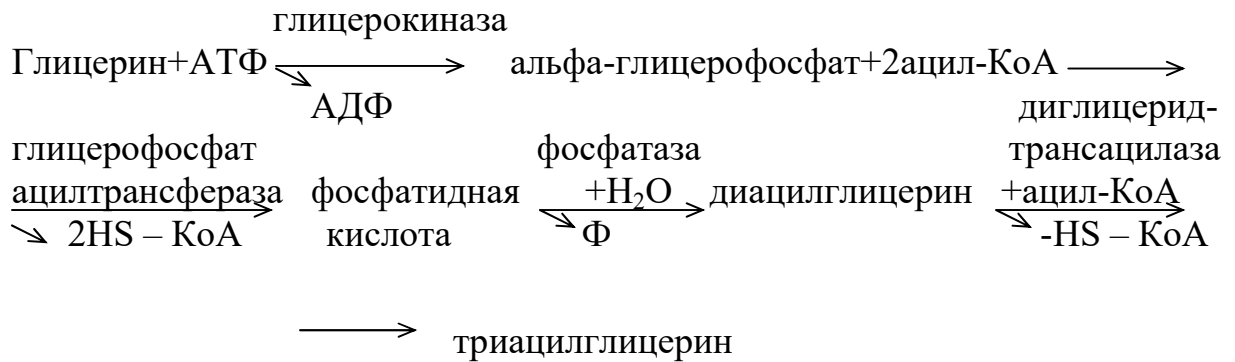 глицерокиназа
Глицерин+АТФ альфа-глицерофосфат+2ацил-КоА
АДФ диглицерид-
глицерофосфат фосфатаза трансацилаза
ацилтрансфераза фосфатидная +H₂O диацилглицерин +ацил-КоА
2HS – КоА кислота Ф -HS – КоА
триацилглицерин